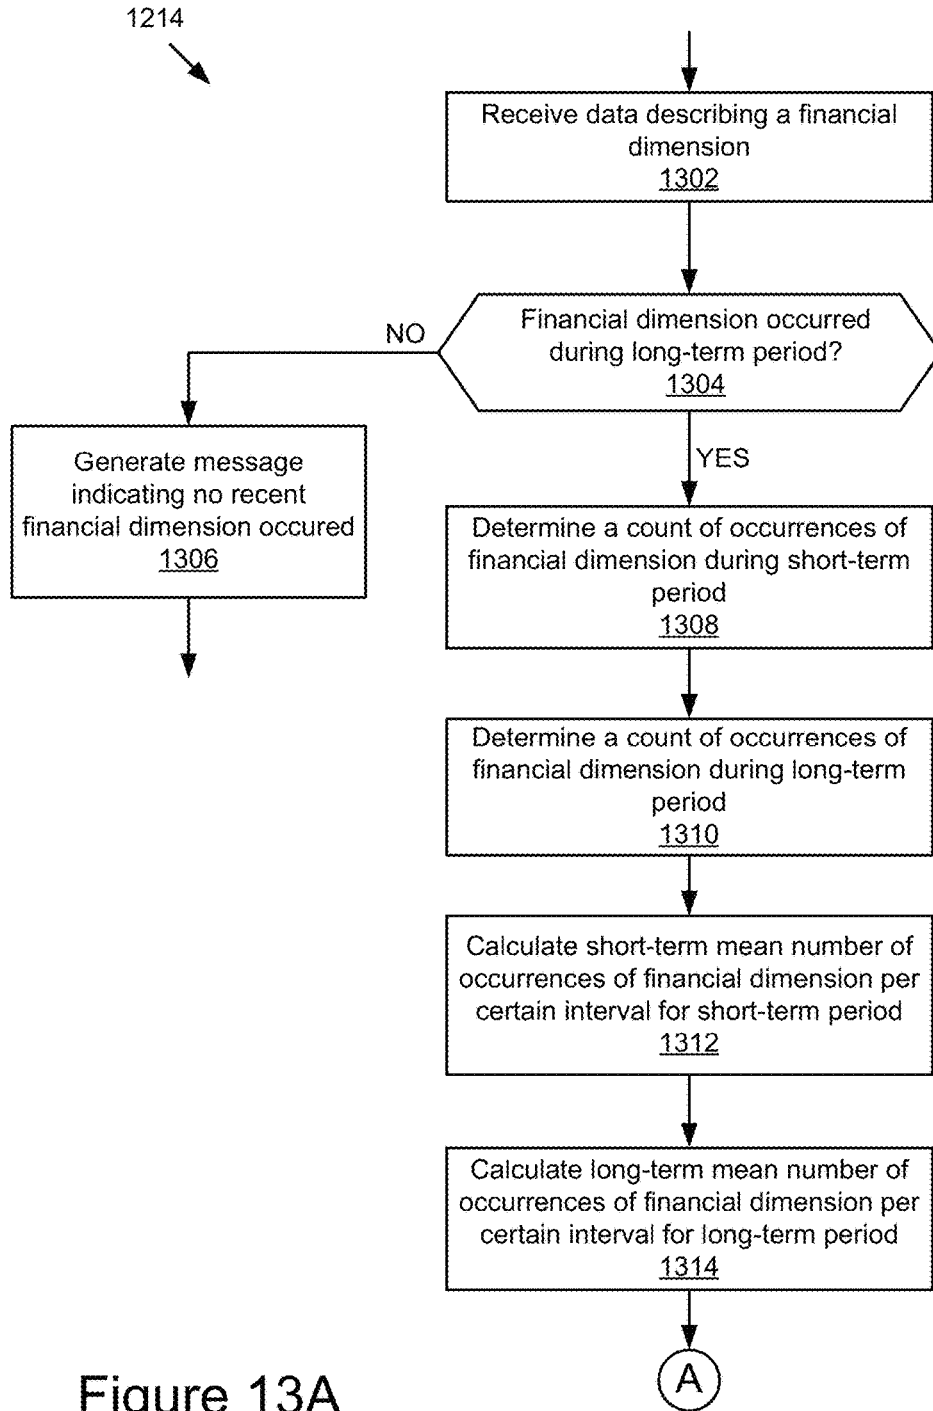 1214
Receive data describing a financial
dimension
1302
Financial dimension occurred
during long-term period?
1304
NO
YES
Generate message
indicating no recent
financial dimension occured
1306
Determine a count of occurrences of
financial dimension during short-term
period
1308
Determine a count of occurrences of
financial dimension during long-term
period
1310
Calculate short-term mean number of
occurrences of financial dimension per
certain interval for short-term period
1312
Calculate long-term mean number of
occurrences of financial dimension per
certain interval for long-term period
1314
A
Figure 13A